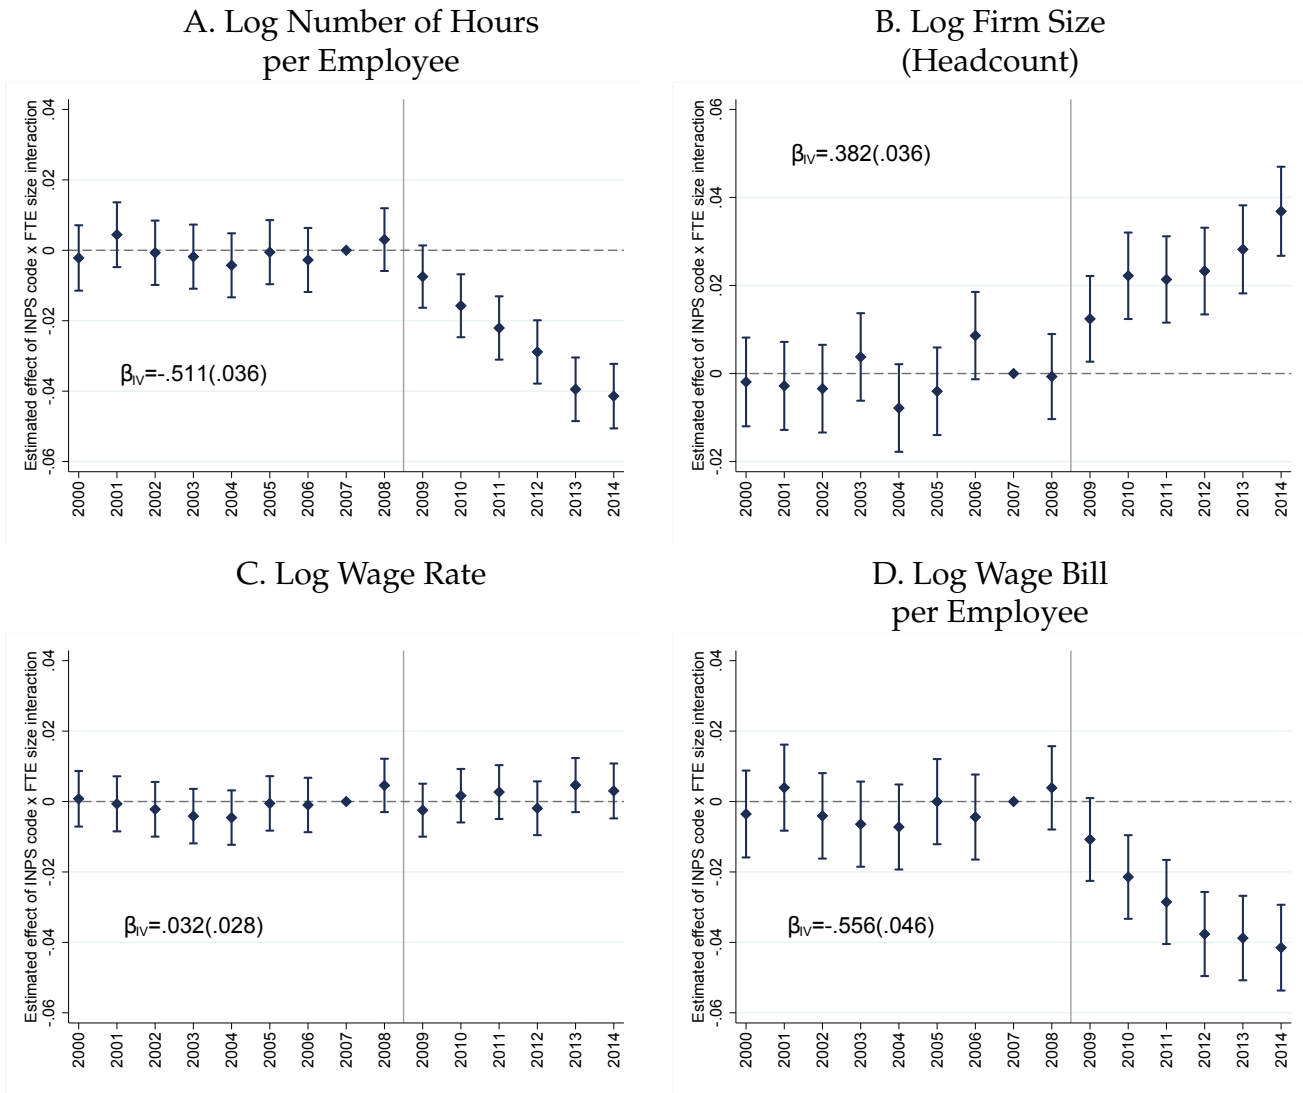 A. Log Number of Hours
per Employee
Estimated effect of INPS code x FTE size interaction
.04
.02
0
-.02
-.04
-.06
βIV=-.511(.036)
2000 2001 2002 2003 2004 2005 2006 2007 2008 2009 2010 2011 2012 2013 2014
B. Log Firm Size
(Headcount)
Estimated effect of INPS code x FTE size interaction
.06
.04
.02
0
-.02
βIV=.382(.036)
2000 2001 2002 2003 2004 2005 2006 2007 2008 2009 2010 2011 2012 2013 2014
C. Log Wage Rate
Estimated effect of INPS code x FTE size interaction
.04
.02
0
-.02
-.04
-.06
βIV=.032(.028)
2000 2001 2002 2003 2004 2005 2006 2007 2008 2009 2010 2011 2012 2013 2014
D. Log Wage Bill
per Employee
Estimated effect of INPS code x FTE size interaction
.04
.02
0
-.02
-.04
-.06
βIV=-.556(.046)
2000 2001 2002 2003 2004 2005 2006 2007 2008 2009 2010 2011 2012 2013 2014